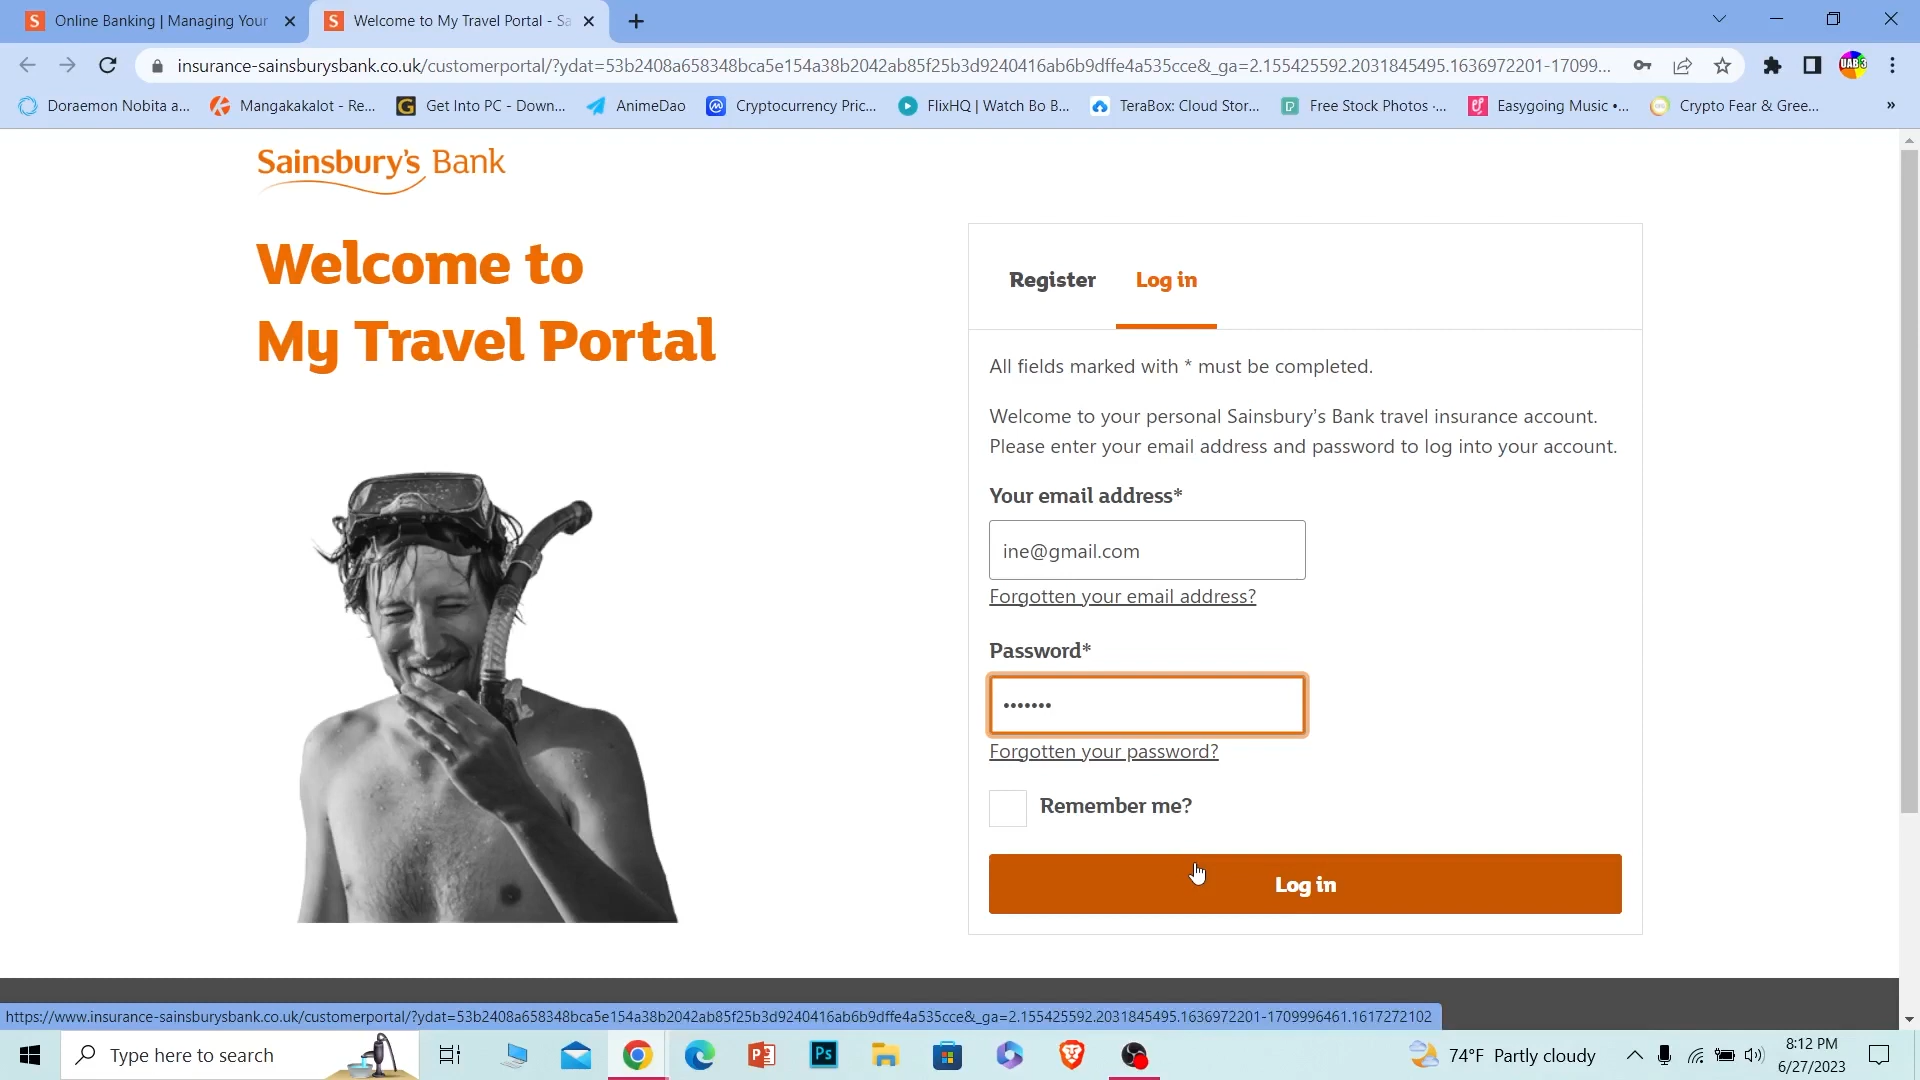 S Online Banking | Managing Your
S Welcome to My Travel Portal - Sa
insurance-sainsburysbank.co.uk/customerportal/?ydat=53b2408a658348bca5e154a38b2042ab85f25b3d9240416ab6b9dffe4a535cce&_ga=2.155425592.2031845495.1636972201-17099...
UAB 3
Doraemon Nobita a...
Mangakakalot - Re...
Get Into PC - Down...
AnimeDao
Cryptocurrency Pric...
FlixHQ | Watch Bo B...
TeraBox: Cloud Stor...
Free Stock Photos ·...
Easygoing Music •...
Crypto Fear & Gree...
»
Sainsbury's Bank
Welcome to
My Travel Portal
Register
Log in
All fields marked with * must be completed.
Welcome to your personal Sainsbury's Bank travel insurance account.
Please enter your email address and password to log into your account.
Your email address*
ine@gmail.com
Forgotten your email address?
Password*
•••••••
Forgotten your password?
Remember me?
Log in
https://www.insurance-sainsburysbank.co.uk/customerportal/?ydat=53b2408a658348bca5e154a38b2042ab85f25b3d9240416ab6b9dffe4a535cce&_ga=2.155425592.2031845495.1636972201-1709996461.1617272102
Type here to search
Ps
74°F Partly cloudy
8:12 PM
6/27/2023